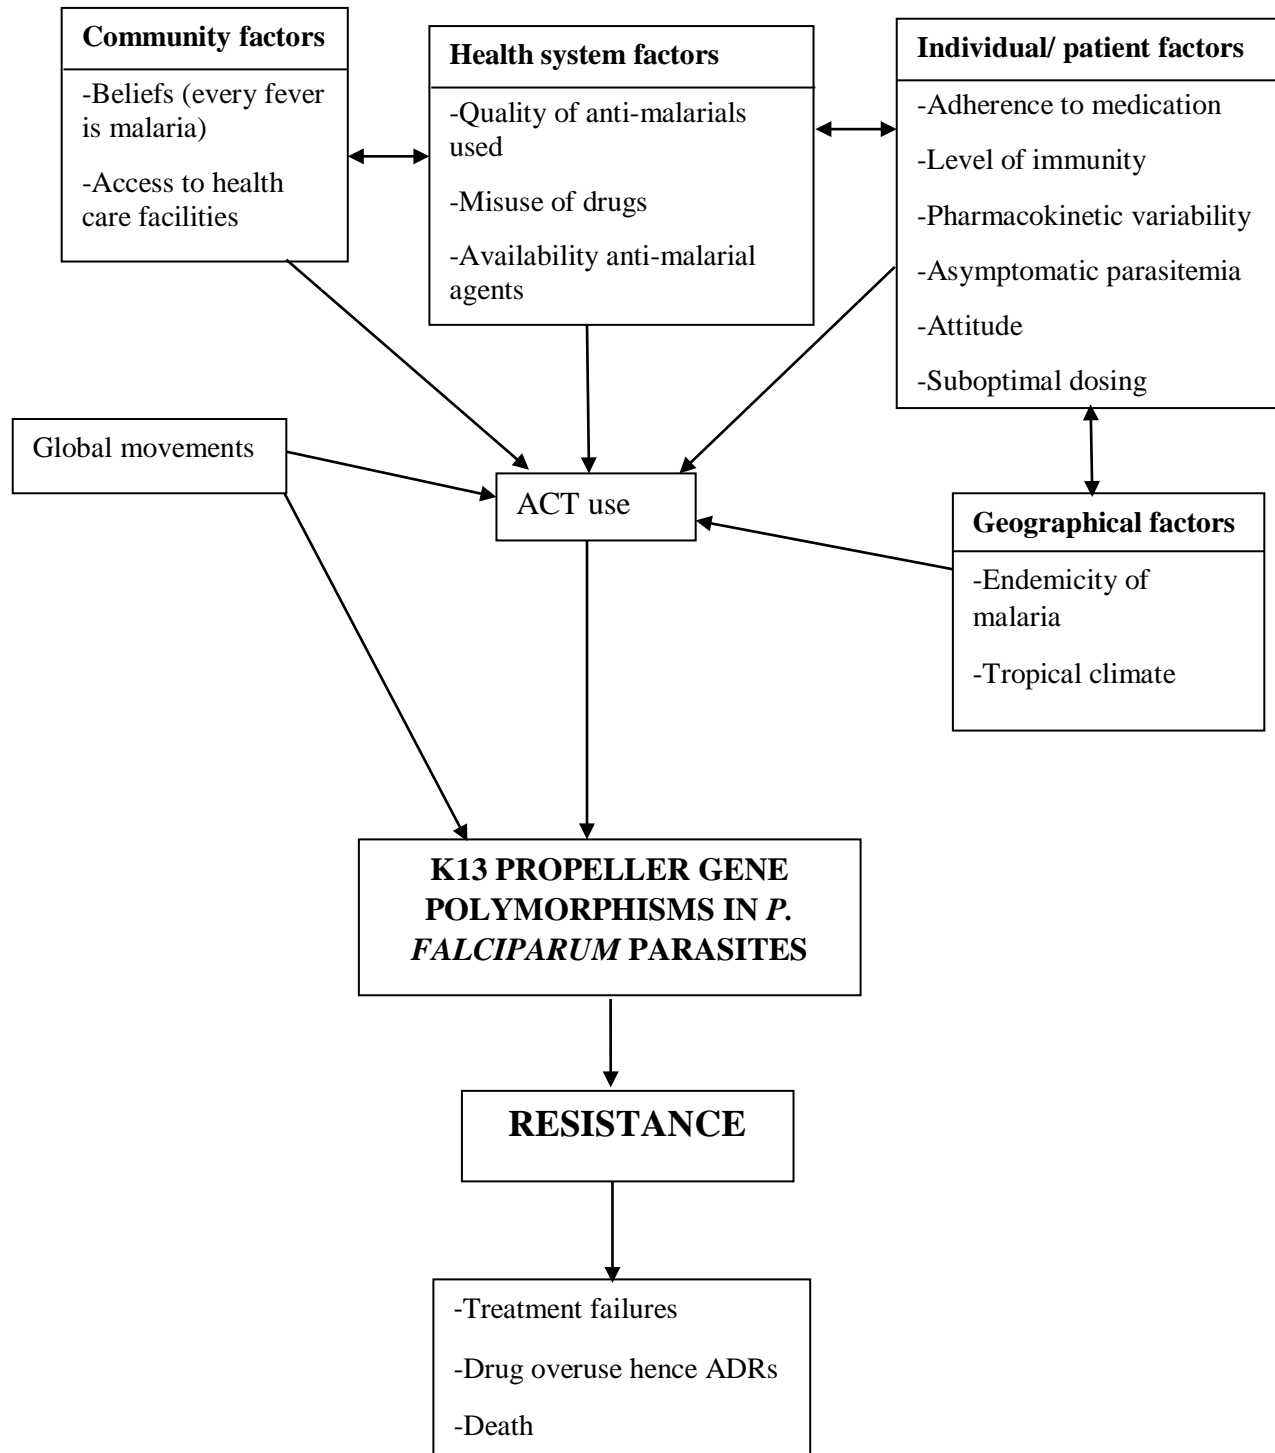 Community factors
-Beliefs (every fever
is malaria)
-Access to health
care facilities
Health system factors
-Quality of anti-malarials
used
-Misuse of drugs
-Availability anti-malarial
agents
Individual/ patient factors
-Adherence to medication
-Level of immunity
-Pharmacokinetic variability
-Asymptomatic parasitemia
-Attitude
-Suboptimal dosing
Global movements
ACT use
Geographical factors
-Endemicity of
malaria
-Tropical climate
K13 PROPELLER GENE
POLYMORPHISMS IN P.
FALCIPARUM PARASITES
RESISTANCE
-Treatment failures
-Drug overuse hence ADRs
-Death